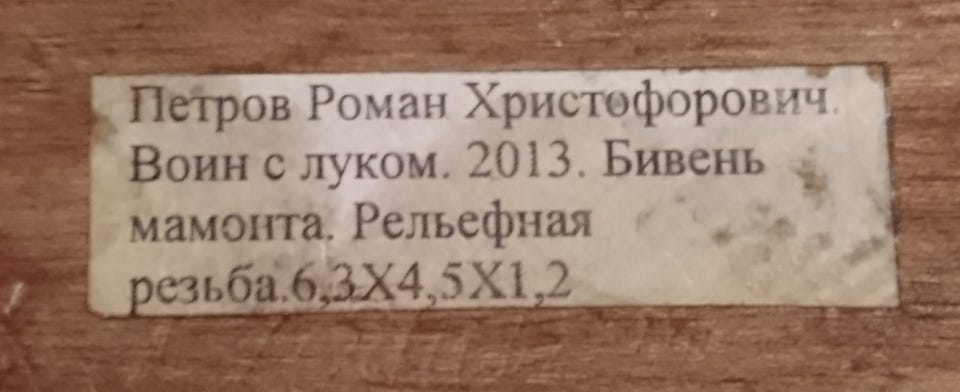 Петров Роман Христофорович.
Воин с луком. 2013. Бивень
мамонта. Рельефная
резьба.6,3Х4,5Х1,2